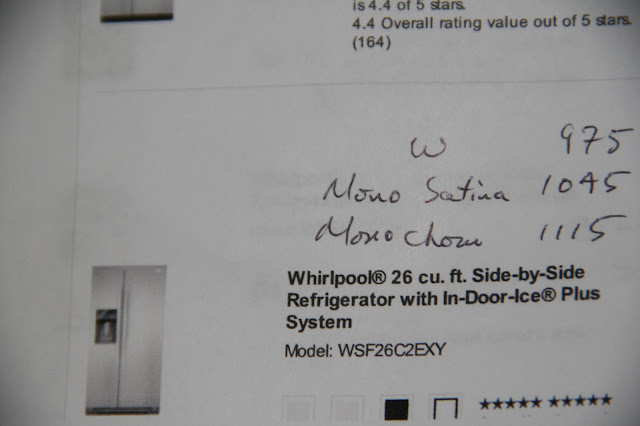 is 4.4 of 5 stars.
4.4 Overall rating value out of 5 stars.
(164)
W 975
Mono Satina 1045
Mono 1115
Whirlpool® 26 cu. ft. Side-by-Side
Refrigerator with In-Door-Ice® Plus
System
Model: WSF26C2EXY